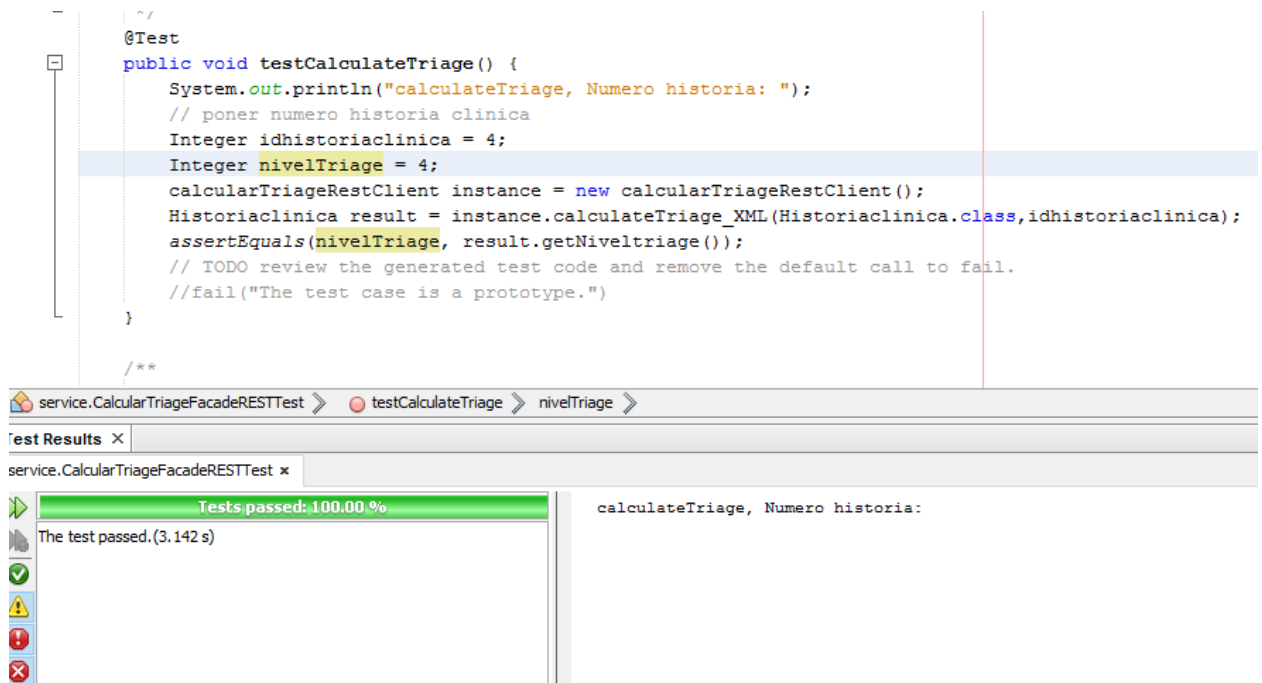 */
@Test
public void testCalculateTriage() {
System.out.println("calculateTriage, Numero historia: ");
// poner numero historia clinica
Integer idhistoriaclinica = 4;
Integer nivelTriage = 4;
calcularTriageRestClient instance = new calcularTriageRestClient();
Historiaclinica result = instance.calculateTriage_XML(Historiaclinica.class,idhistoriaclinica);
assertEquals(nivelTriage, result.getNiveltriage());
// TODO review the generated test code and remove the default call to fail.
//fail("The test case is a prototype.")
}
/**
service.CalcularTriageFacadeRESTTest testCalculateTriage nivelTriage
Test Results ×
service.CalcularTriageFacadeRESTTest ×
Tests passed: 100.00 %
The test passed.(3.142 s)
calculateTriage, Numero historia: